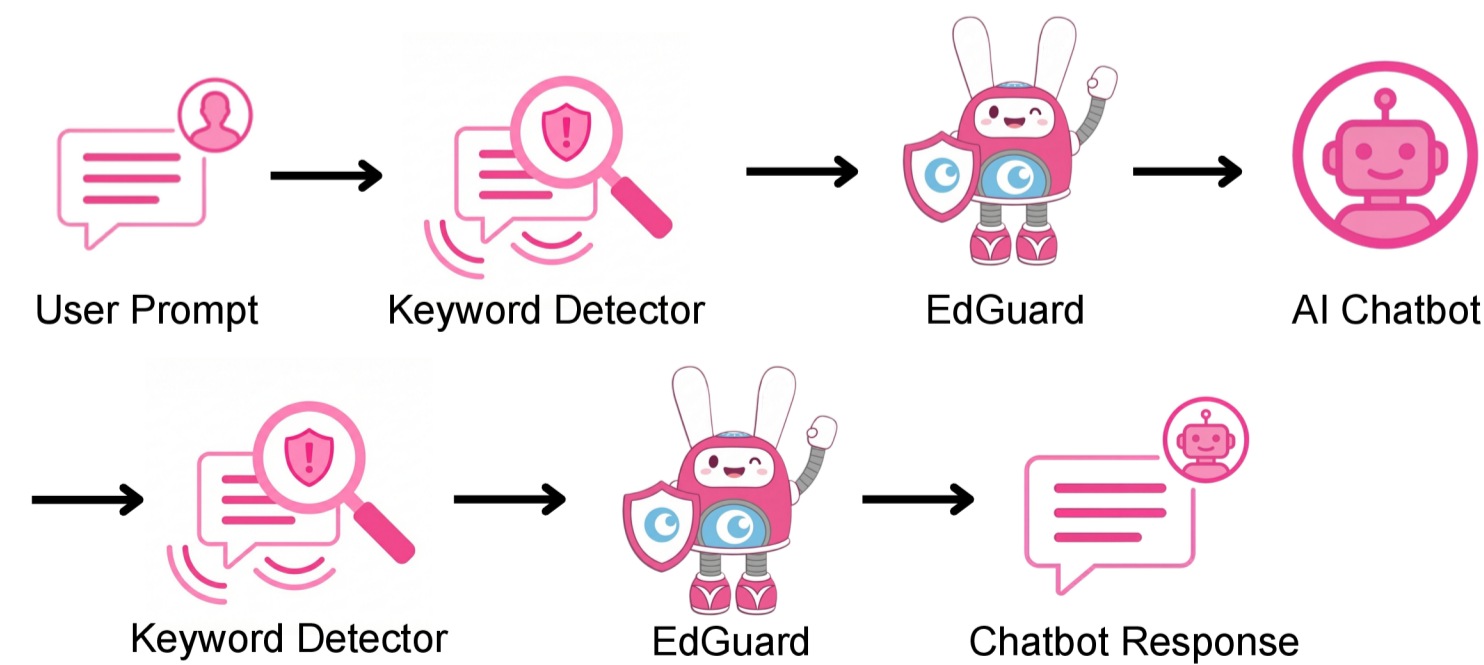 User Prompt
Keyword Detector
EdGuard
AI Chatbot
Keyword Detector
EdGuard
Chatbot Response